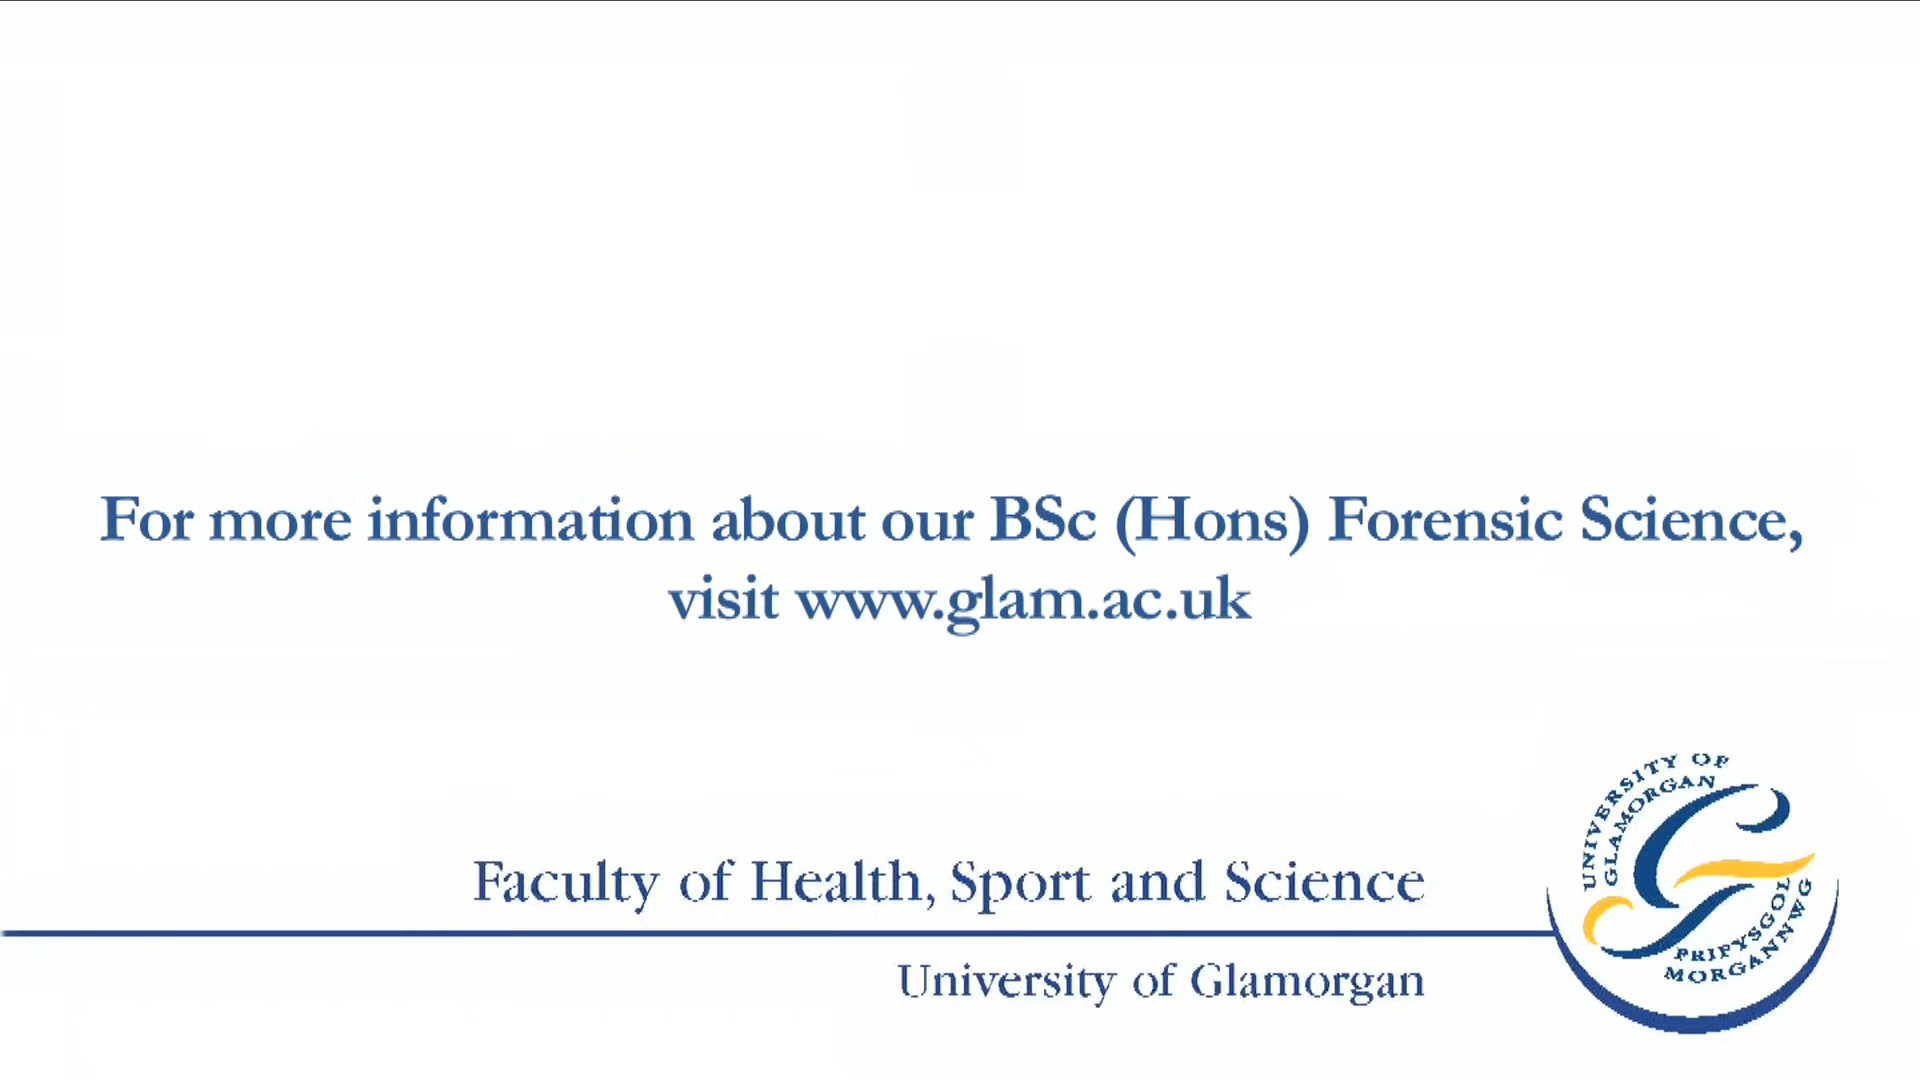 For more information about our BSc (Hons) Forensic Science,
visit www.glam.ac.uk
Faculty of Health, Sport and Science
University of Glamorgan
UNIVERSITY OF
GLAMORGAN
PRIFYSGOL
MORGANNWG